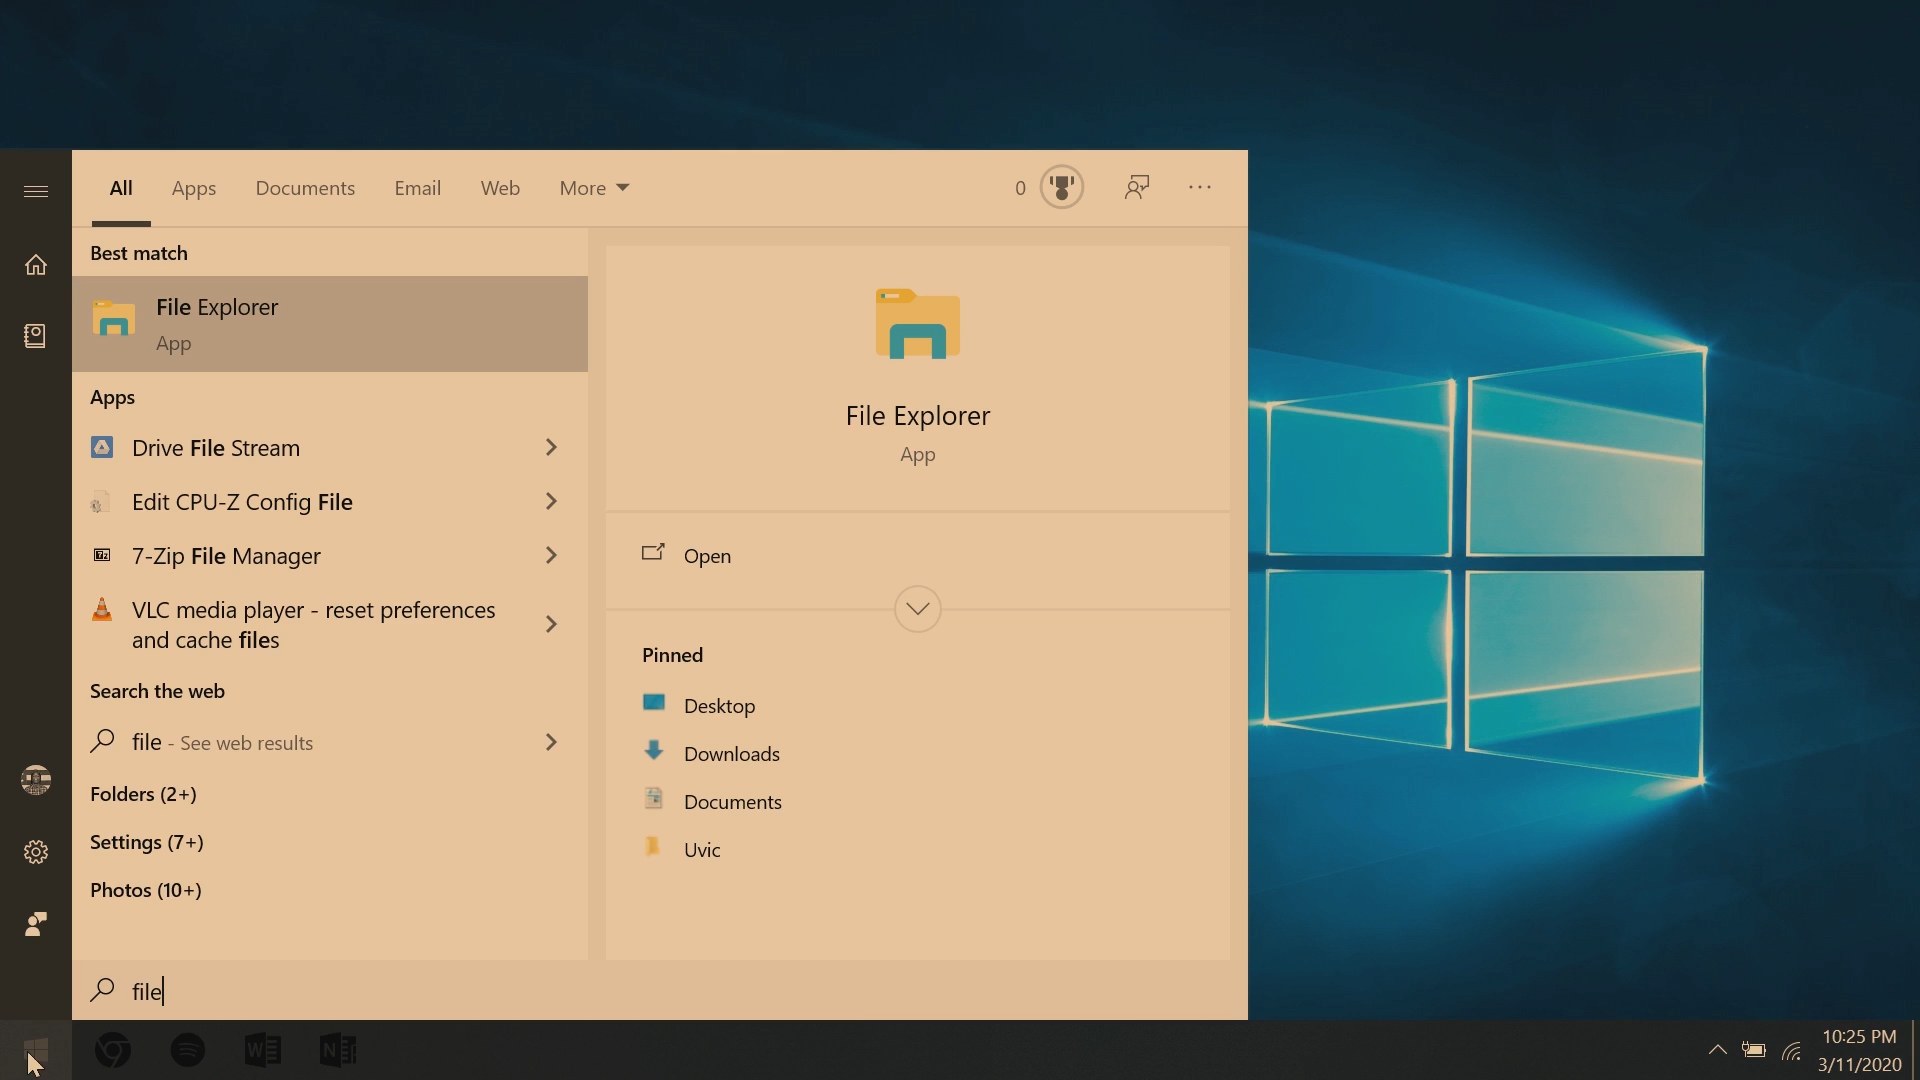 All
Apps
Documents
Email
Web
More
0
Best match
File Explorer
App
Apps
Drive File Stream
Edit CPU-Z Config File
7-Zip File Manager
VLC media player - reset preferences
and cache files
Search the web
file - See web results
Folders (2+)
Settings (7+)
Photos (10+)
File Explorer
App
Open
Pinned
Desktop
Downloads
Documents
Uvic
file
10:25 PM
3/11/2020